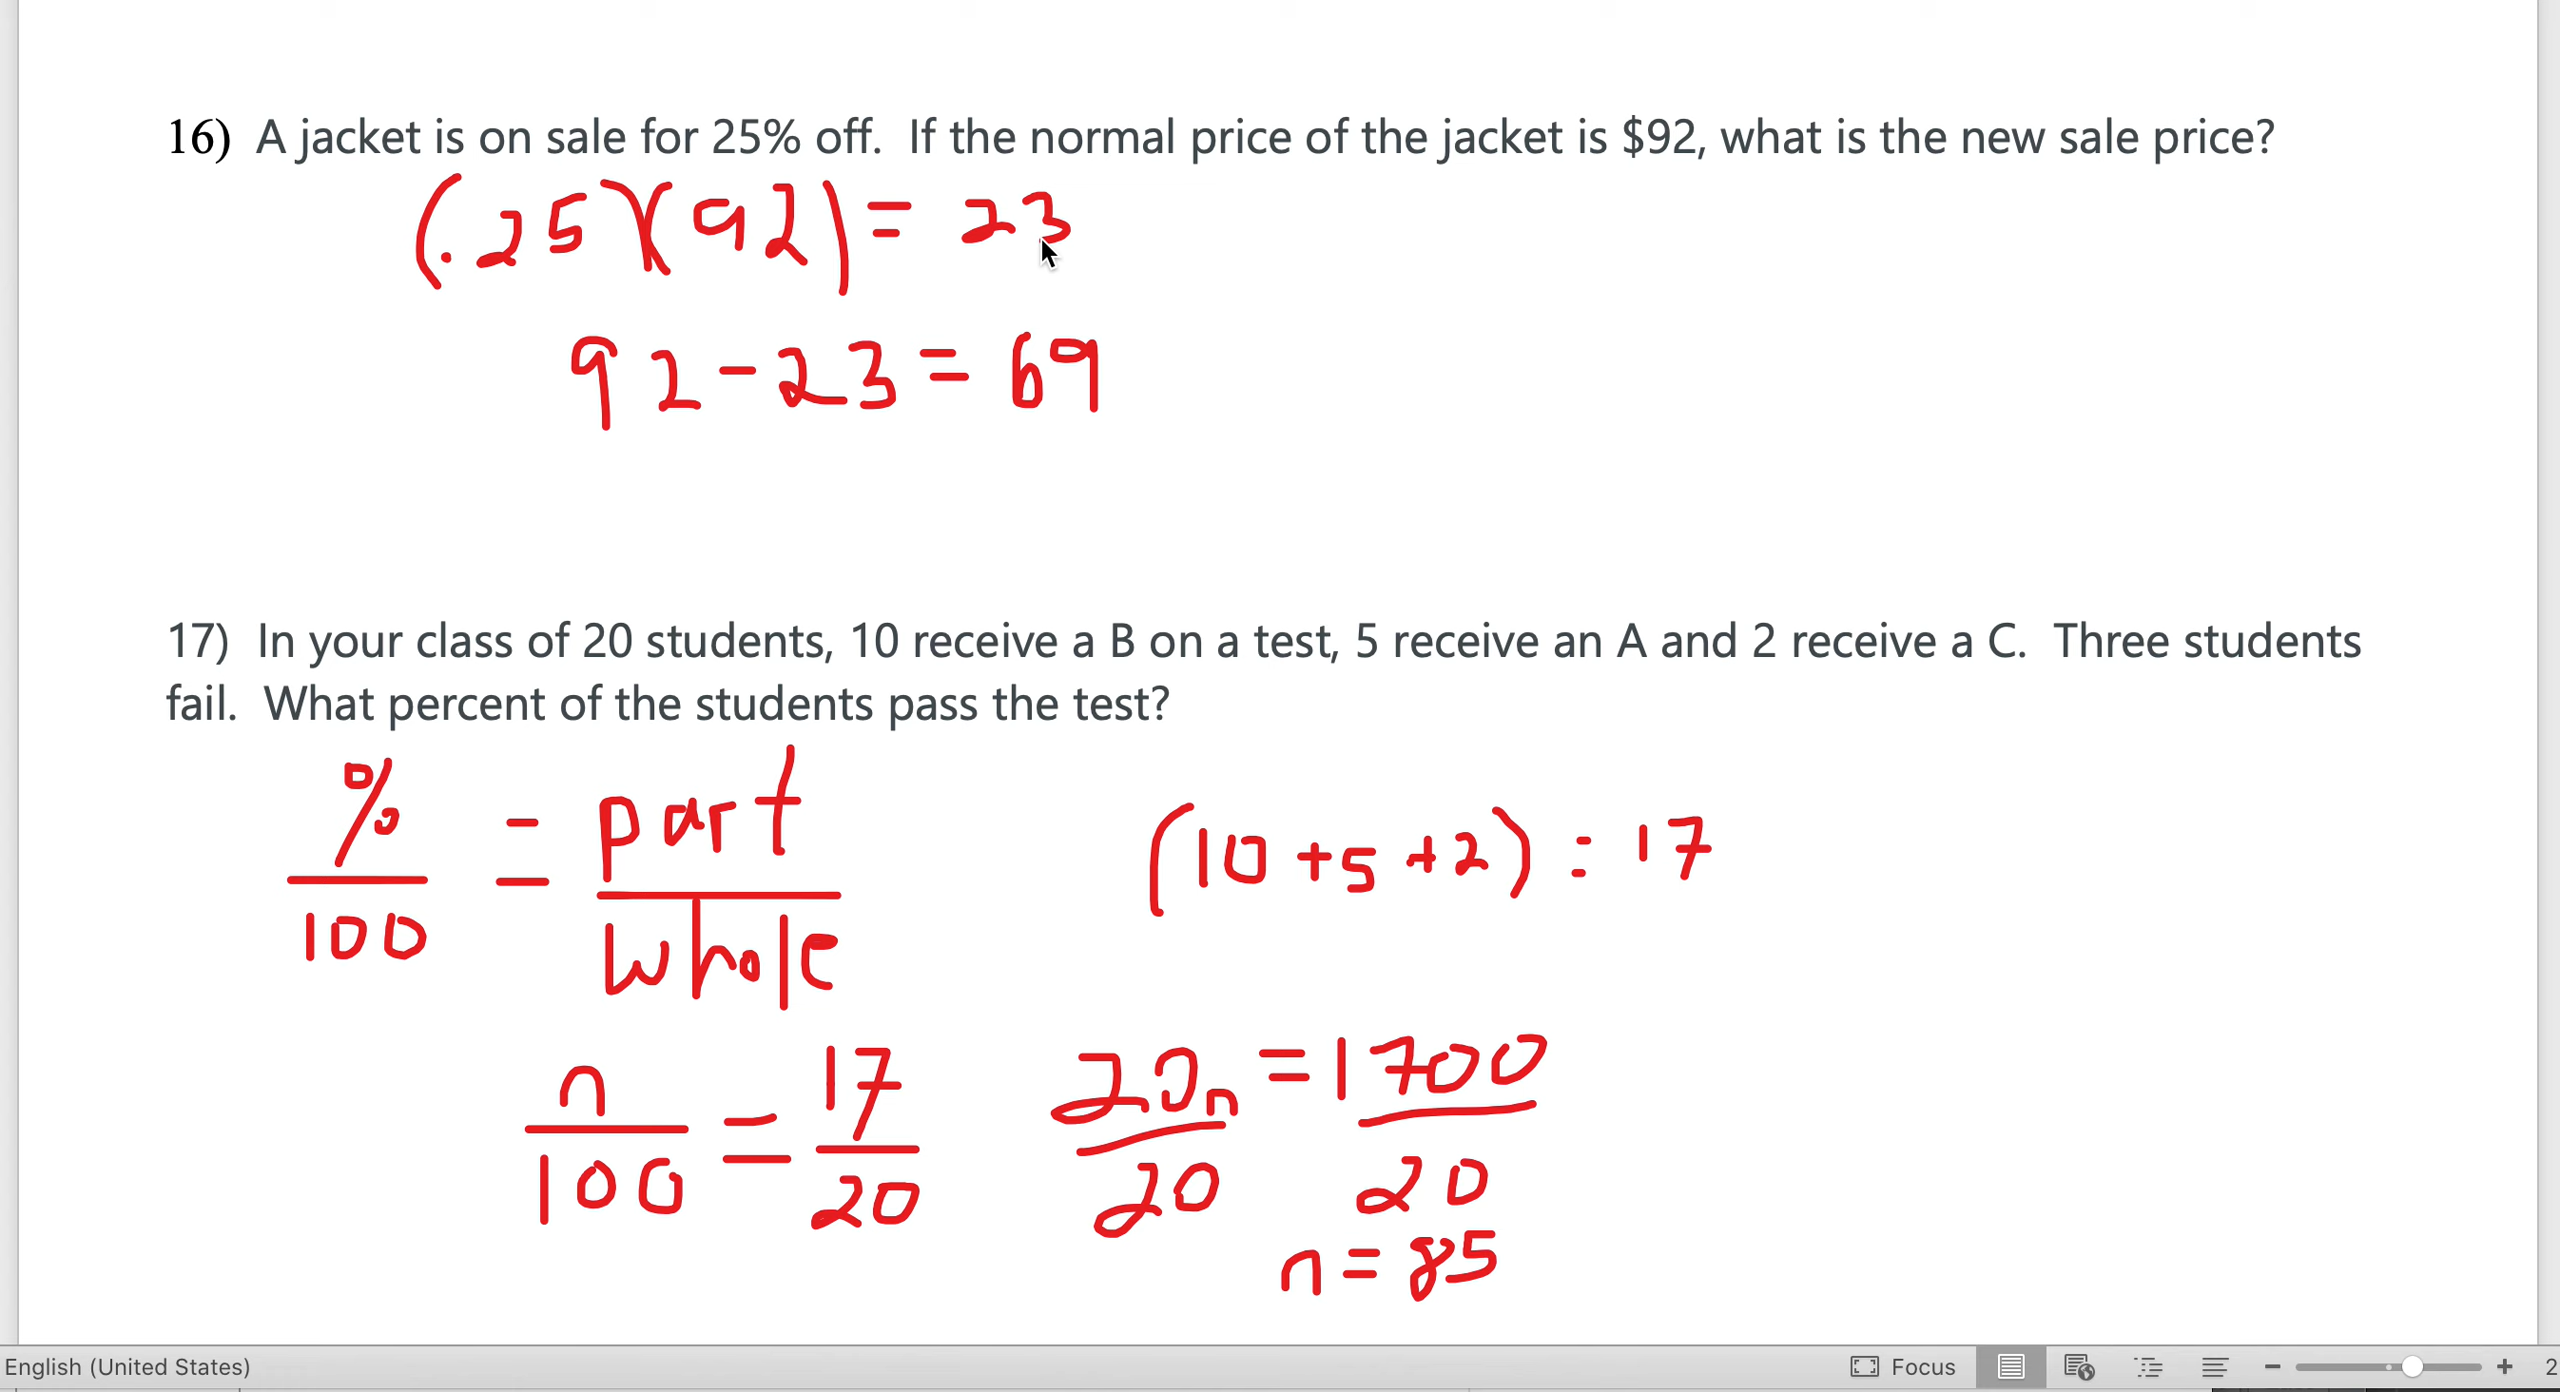 16) A jacket is on sale for 25% off. If the normal price of the jacket is $92, what is the new sale price?
(.25)(92) = 23
92 - 23 = 69
17) In your class of 20 students, 10 receive a B on a test, 5 receive an A and 2 receive a C. Three students
fail. What percent of the students pass the test?
%/100 = part/whole
(10 + 5 + 2) = 17
n/100 = 17/20
20n/20 = 1700/20
n = 85
English (United States)
Focus
2